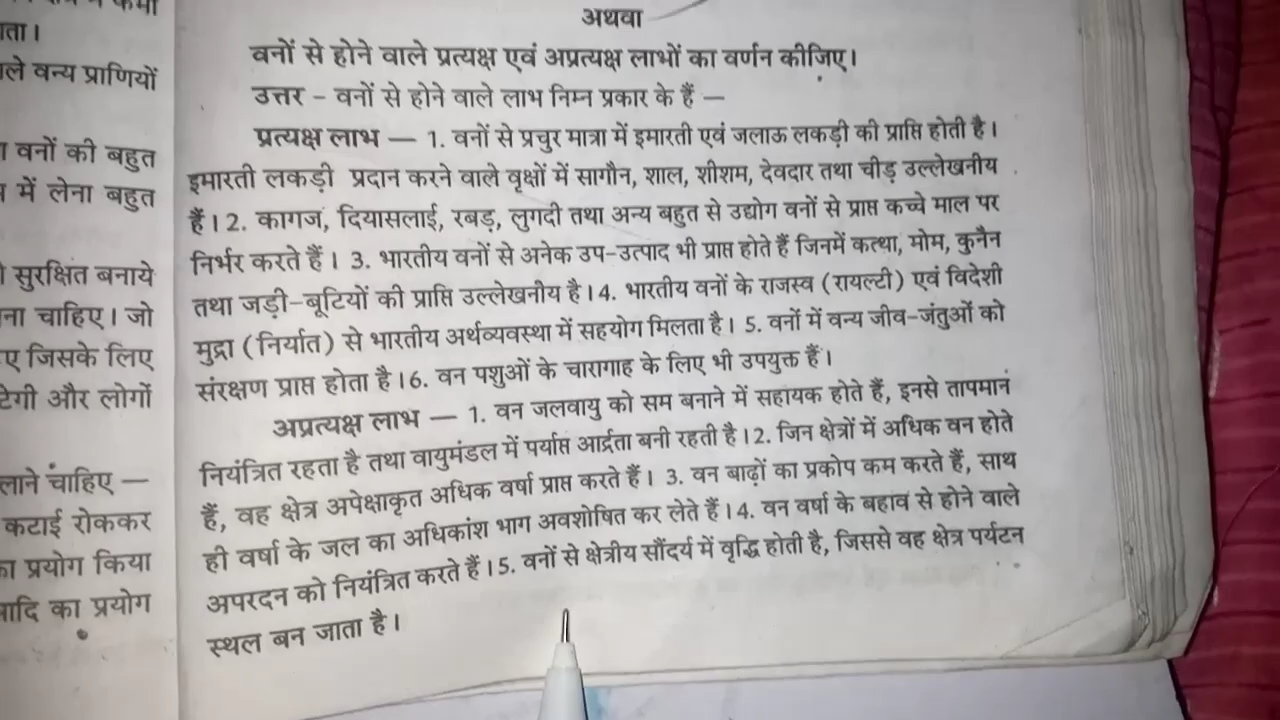 ता।
ले वन्य प्राणियों
वनों की बहुत
में लेना बहुत
सुरक्षित बनाये
ना चाहिए। जो
ए जिसके लिए
टेगी और लोगों
लाने चाहिए —
कटाई रोककर
का प्रयोग किया
आदि का प्रयोग
अथवा
वनों से होने वाले प्रत्यक्ष एवं अप्रत्यक्ष लाभों का वर्णन कीजिए।
उत्तर – वनों से होने वाले लाभ निम्न प्रकार के हैं —
प्रत्यक्ष लाभ — 1. वनों से प्रचुर मात्रा में इमारती एवं जलाऊ लकड़ी की प्राप्ति होती है।
इमारती लकड़ी प्रदान करने वाले वृक्षों में सागौन, शाल, शीशम, देवदार तथा चीड़ उल्लेखनीय
हैं। 2. कागज, दियासलाई, रबड़, लुगदी तथा अन्य बहुत से उद्योग वनों से प्राप्त कच्चे माल पर
निर्भर करते हैं। 3. भारतीय वनों से अनेक उप-उत्पाद भी प्राप्त होते हैं जिनमें कत्था, मोम, कुनैन
तथा जड़ी-बूटियों की प्राप्ति उल्लेखनीय है। 4. भारतीय वनों के राजस्व (रायल्टी) एवं विदेशी
मुद्रा (निर्यात) से भारतीय अर्थव्यवस्था में सहयोग मिलता है। 5. वनों में वन्य जीव-जंतुओं को
संरक्षण प्राप्त होता है। 6. वन पशुओं के चारागाह के लिए भी उपयुक्त हैं।
अप्रत्यक्ष लाभ — 1. वन जलवायु को सम बनाने में सहायक होते हैं, इनसे तापमान
नियंत्रित रहता है तथा वायुमंडल में पर्याप्त आर्द्रता बनी रहती है। 2. जिन क्षेत्रों में अधिक वन होते
हैं, वह क्षेत्र अपेक्षाकृत अधिक वर्षा प्राप्त करते हैं। 3. वन बाढ़ों का प्रकोप कम करते हैं, साथ
ही वर्षा के जल का अधिकांश भाग अवशोषित कर लेते हैं। 4. वन वर्षा के बहाव से होने वाले
अपरदन को नियंत्रित करते हैं। 5. वनों से क्षेत्रीय सौंदर्य में वृद्धि होती है, जिससे वह क्षेत्र पर्यटन
स्थल बन जाता है।